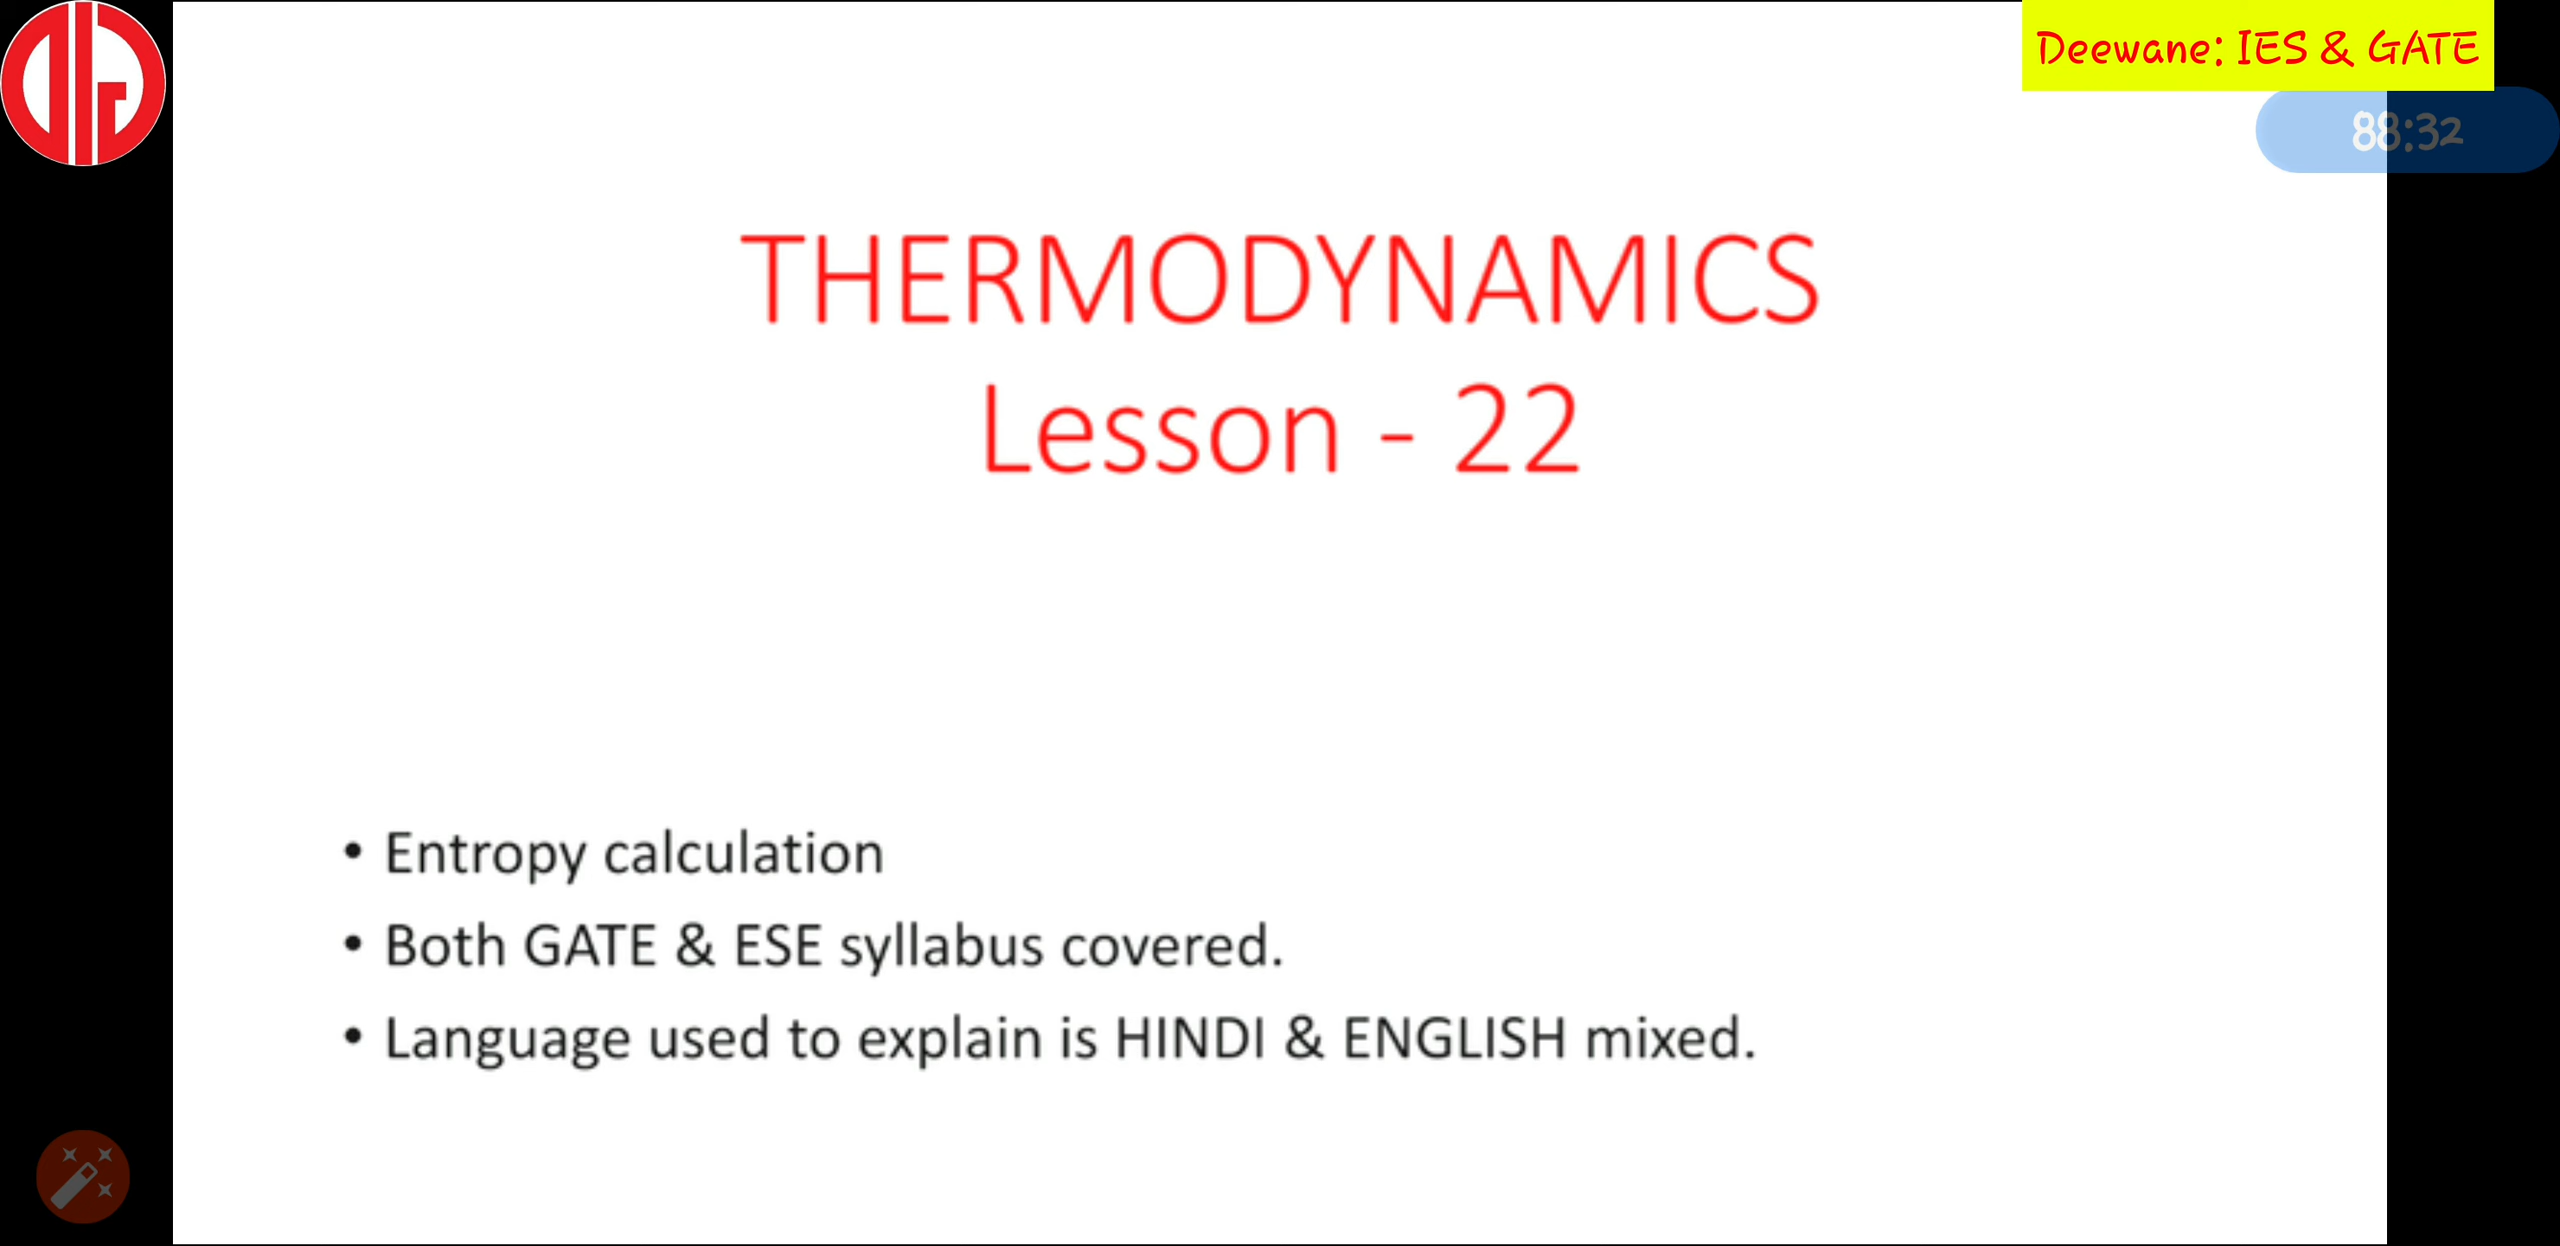 Deewane: IES & GATE
88:32
THERMODYNAMICS
Lesson - 22
• Entropy calculation
• Both GATE & ESE syllabus covered.
• Language used to explain is HINDI & ENGLISH mixed.